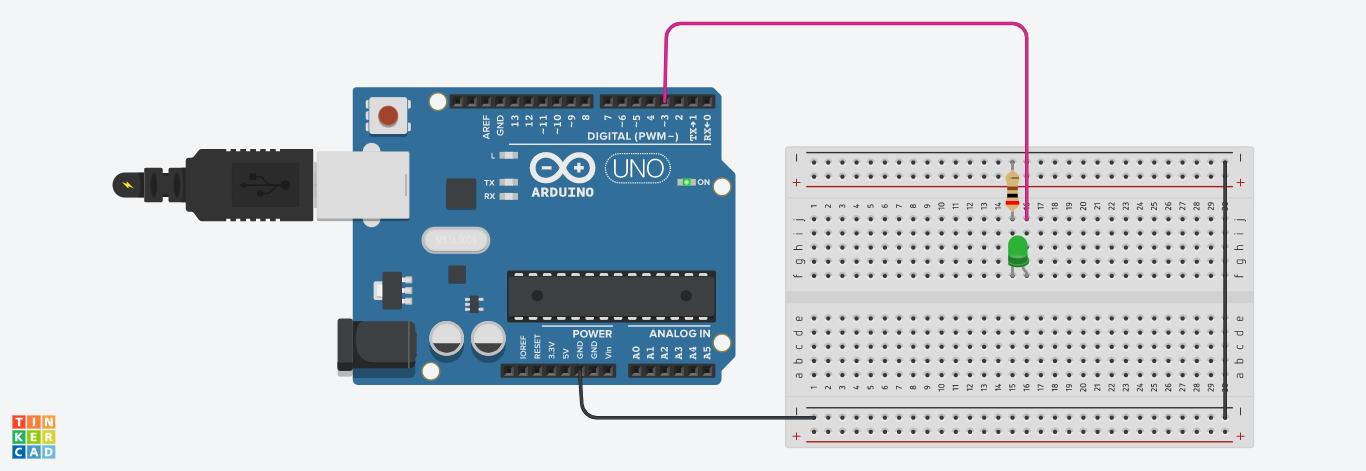 AREF
GND
13
12
~11
~10
~9
8
7
~6
~5
4
~3
2
TX→1
RX←0
DIGITAL (PWM~)
L
TX
RX
ARDUINO
UNO
ON
IOREF
RESET
3.3V
5V
GND
GND
Vin
POWER
ANALOG IN
A0
A1
A2
A3
A4
A5
− −
+ +
1 2 3 4 5 6 7 8 9 10 11 12 13 14 15 16 17 18 19 20 21 22 23 24 25 26 27 28 29
j j
i i
h h
g g
f f
e e
d d
c c
b b
a a
1 2 3 4 5 6 7 8 9 10 11 12 13 14 15 16 17 18 19 20 21 22 23 24 25 26 27 28 29
− −
+ +
TIN
KER
CAD